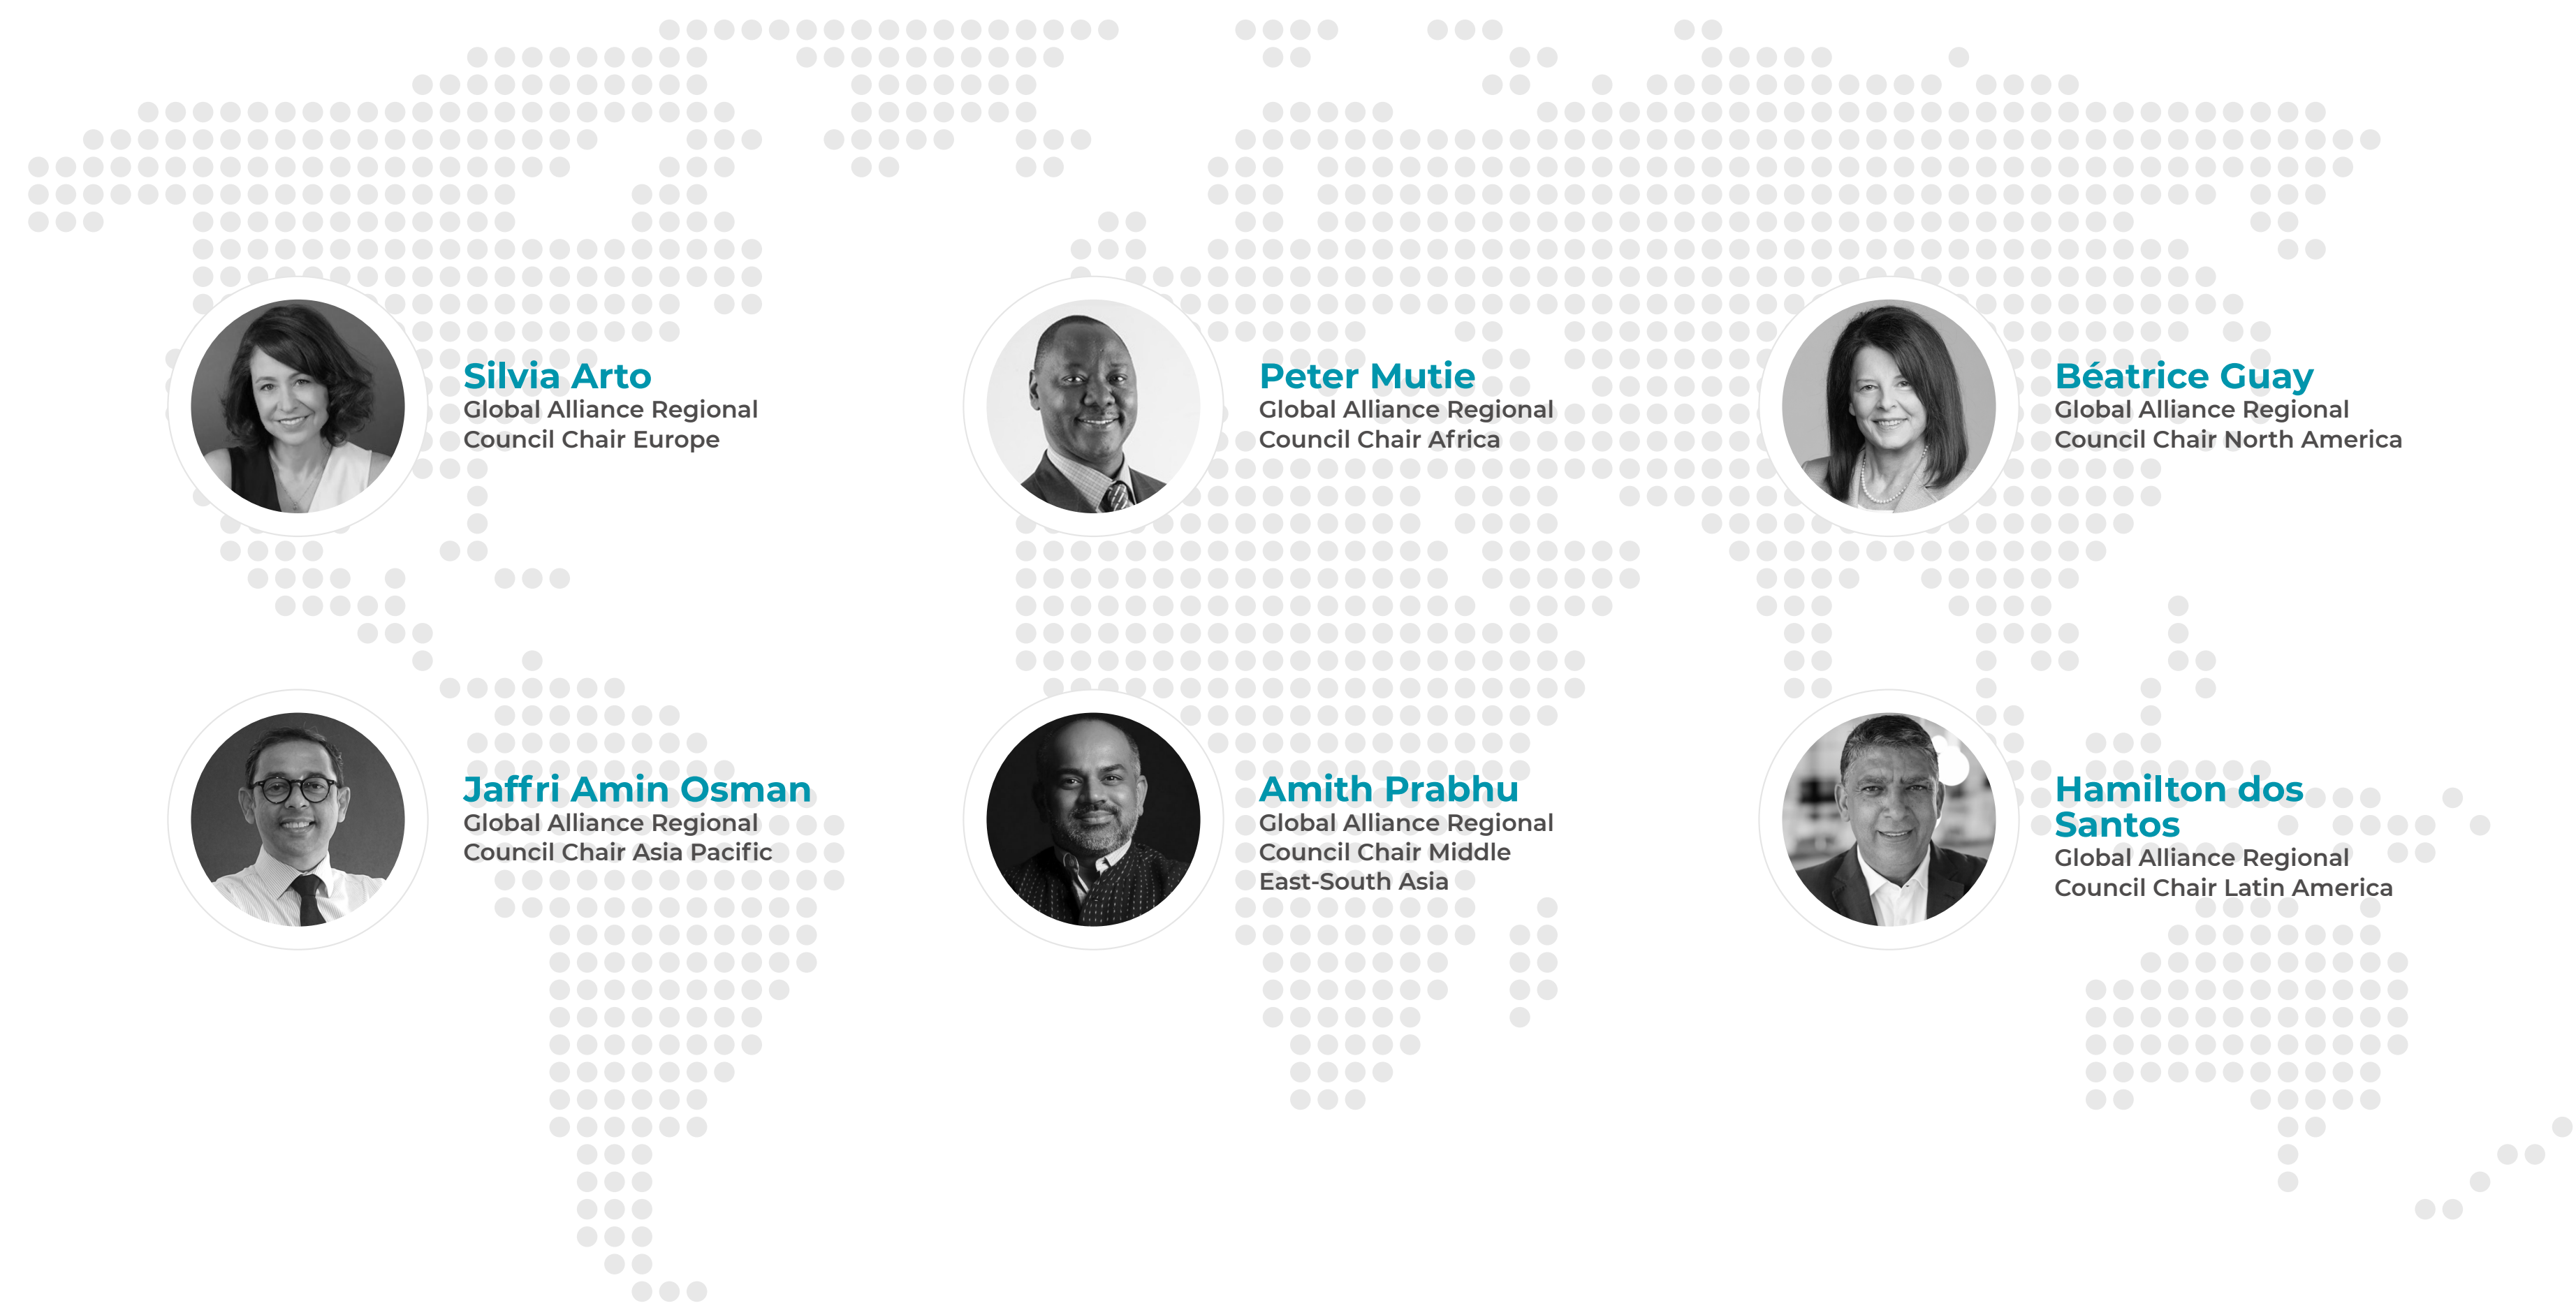 Silvia Arto
Global Alliance Regional
Council Chair Europe
Peter Mutie
Global Alliance Regional
Council Chair Africa
Béatrice Guay
Global Alliance Regional
Council Chair North America
Jaffri Amin Osman
Global Alliance Regional
Council Chair Asia Pacific
Amith Prabhu
Global Alliance Regional
Council Chair Middle
East-South Asia
Hamilton dos
Santos
Global Alliance Regional
Council Chair Latin America